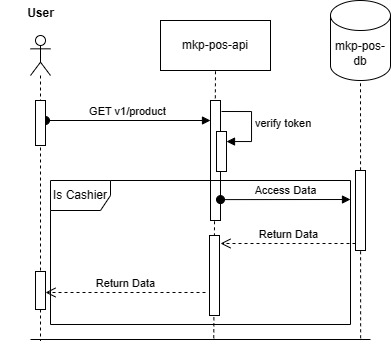 User
mkp-pos-api
mkp-pos-
db
GET v1/product
verify token
Is Cashier
Access Data
Return Data
Return Data